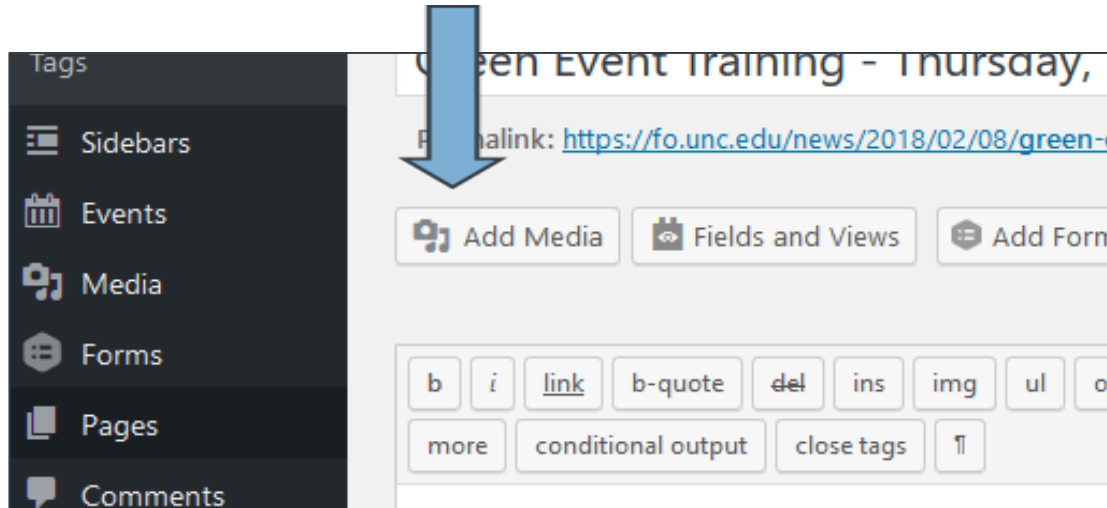 Tags
Sidebars
Events
Media
Forms
Pages
Comments
een Event Training - Thursday,
alink: https://fo.unc.edu/news/2018/02/08/green-
Add Media Fields and Views Add Form
b i link b-quote del ins img ul o
more conditional output close tags ¶